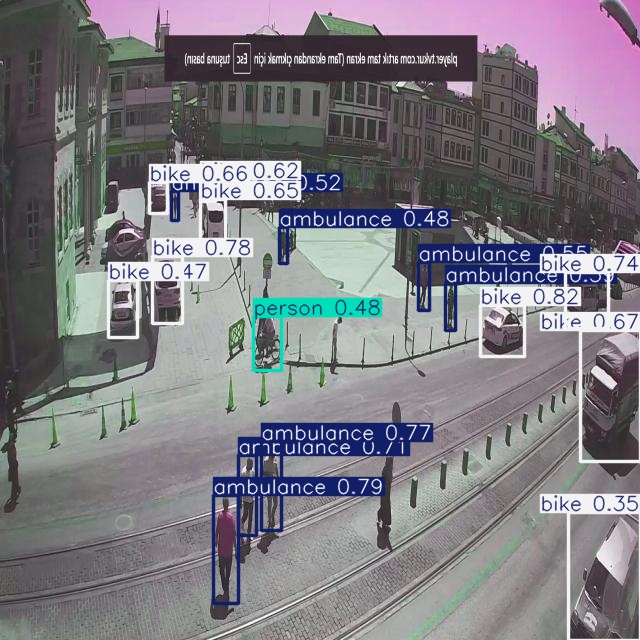 player.tvkur.com artık tam ekran (Tam ekrandan çıkmak için Esc tuşuna basın)
bike 0.66
0.62
0.52
bike 0.65
ambulance 0.48
bike 0.78
ambulance 0.55
bike 0.74
bike 0.47
ambulance
bike 0.82
person 0.48
bike 0.67
ambulance 0.77
ambulance 0.71
ambulance 0.79
bike 0.35